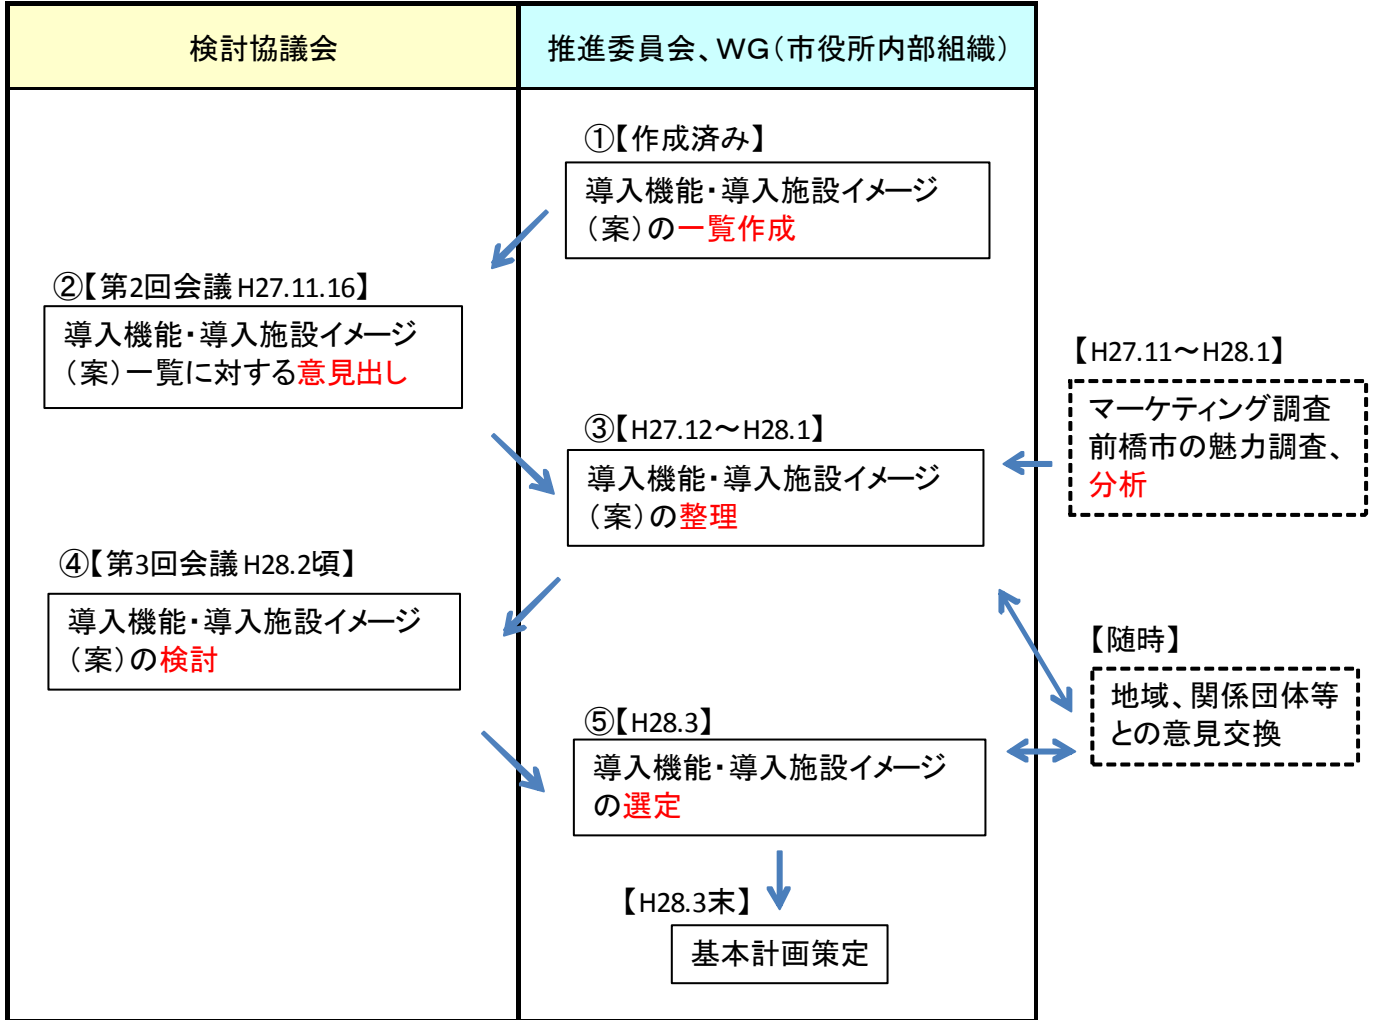 検討協議会
推進委員会、WG（市役所内部組織）
①【作成済み】
導入機能・導入施設イメージ
（案）の一覧作成
②【第2回会議 H27.11.16】
導入機能・導入施設イメージ
（案）一覧に対する意見出し
【H27.11～H28.1】
マーケティング調査
前橋市の魅力調査、
分析
③【H27.12～H28.1】
導入機能・導入施設イメージ
（案）の整理
④【第3回会議 H28.2頃】
導入機能・導入施設イメージ
（案）の検討
【随時】
地域、関係団体等
との意見交換
⑤【H28.3】
導入機能・導入施設イメージ
の選定
【H28.3末】
基本計画策定